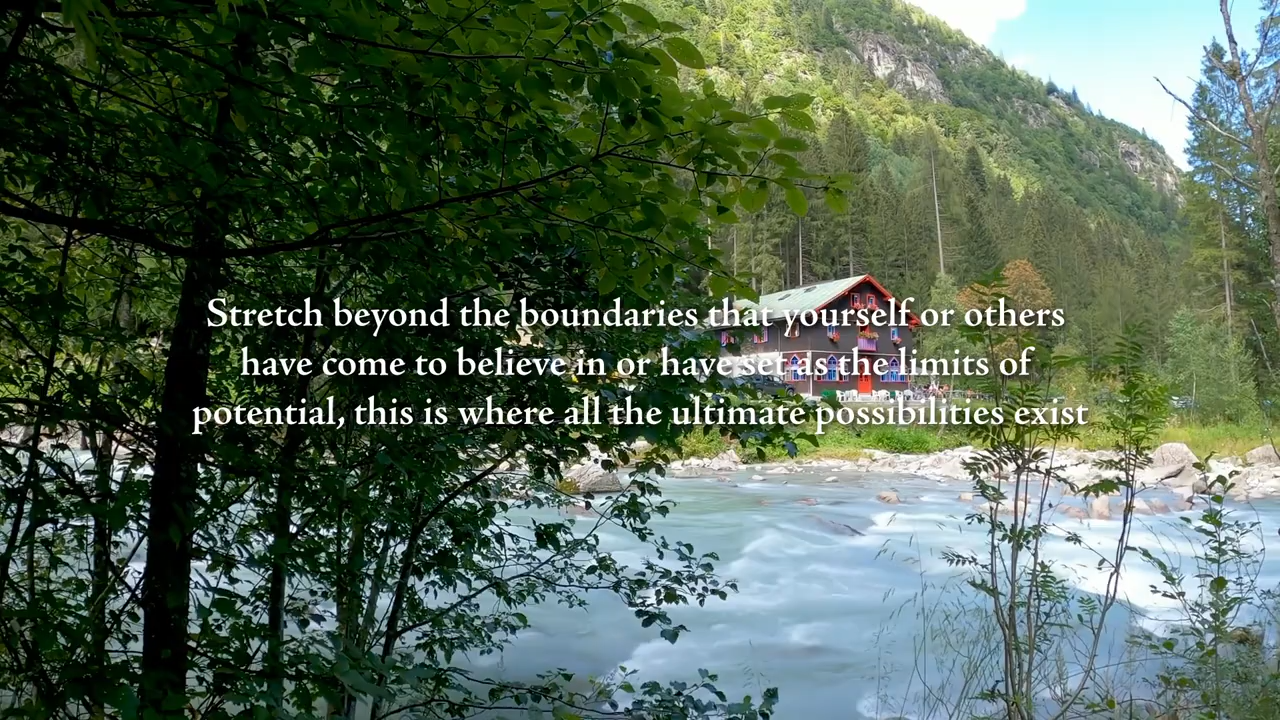 Stretch beyond the boundaries that yourself or others
have come to believe in or have set as the limits of
potential, this is where all the ultimate possibilities exist